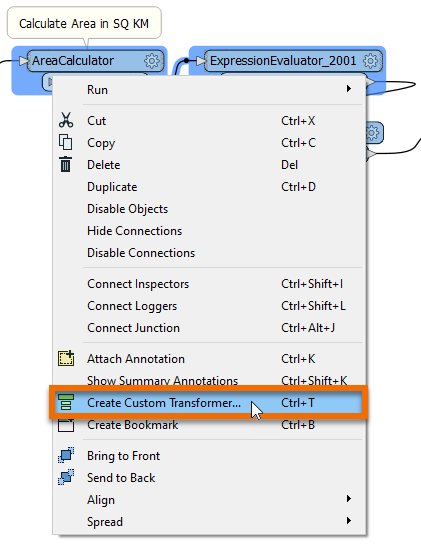 Calculate Area in SQ KM
AreaCalculator ExpressionEvaluator_2001
Run
Cut Ctrl+X
Copy Ctrl+C
Delete Del
Duplicate Ctrl+D
Disable Objects
Hide Connections
Disable Connections
Connect Inspectors Ctrl+Shift+I
Connect Loggers Ctrl+Shift+L
Connect Junction Ctrl+Alt+J
Attach Annotation Ctrl+K
Show Summary Annotations Ctrl+Shift+K
Create Custom Transformer... Ctrl+T
Create Bookmark Ctrl+B
Bring to Front
Send to Back
Align
Spread